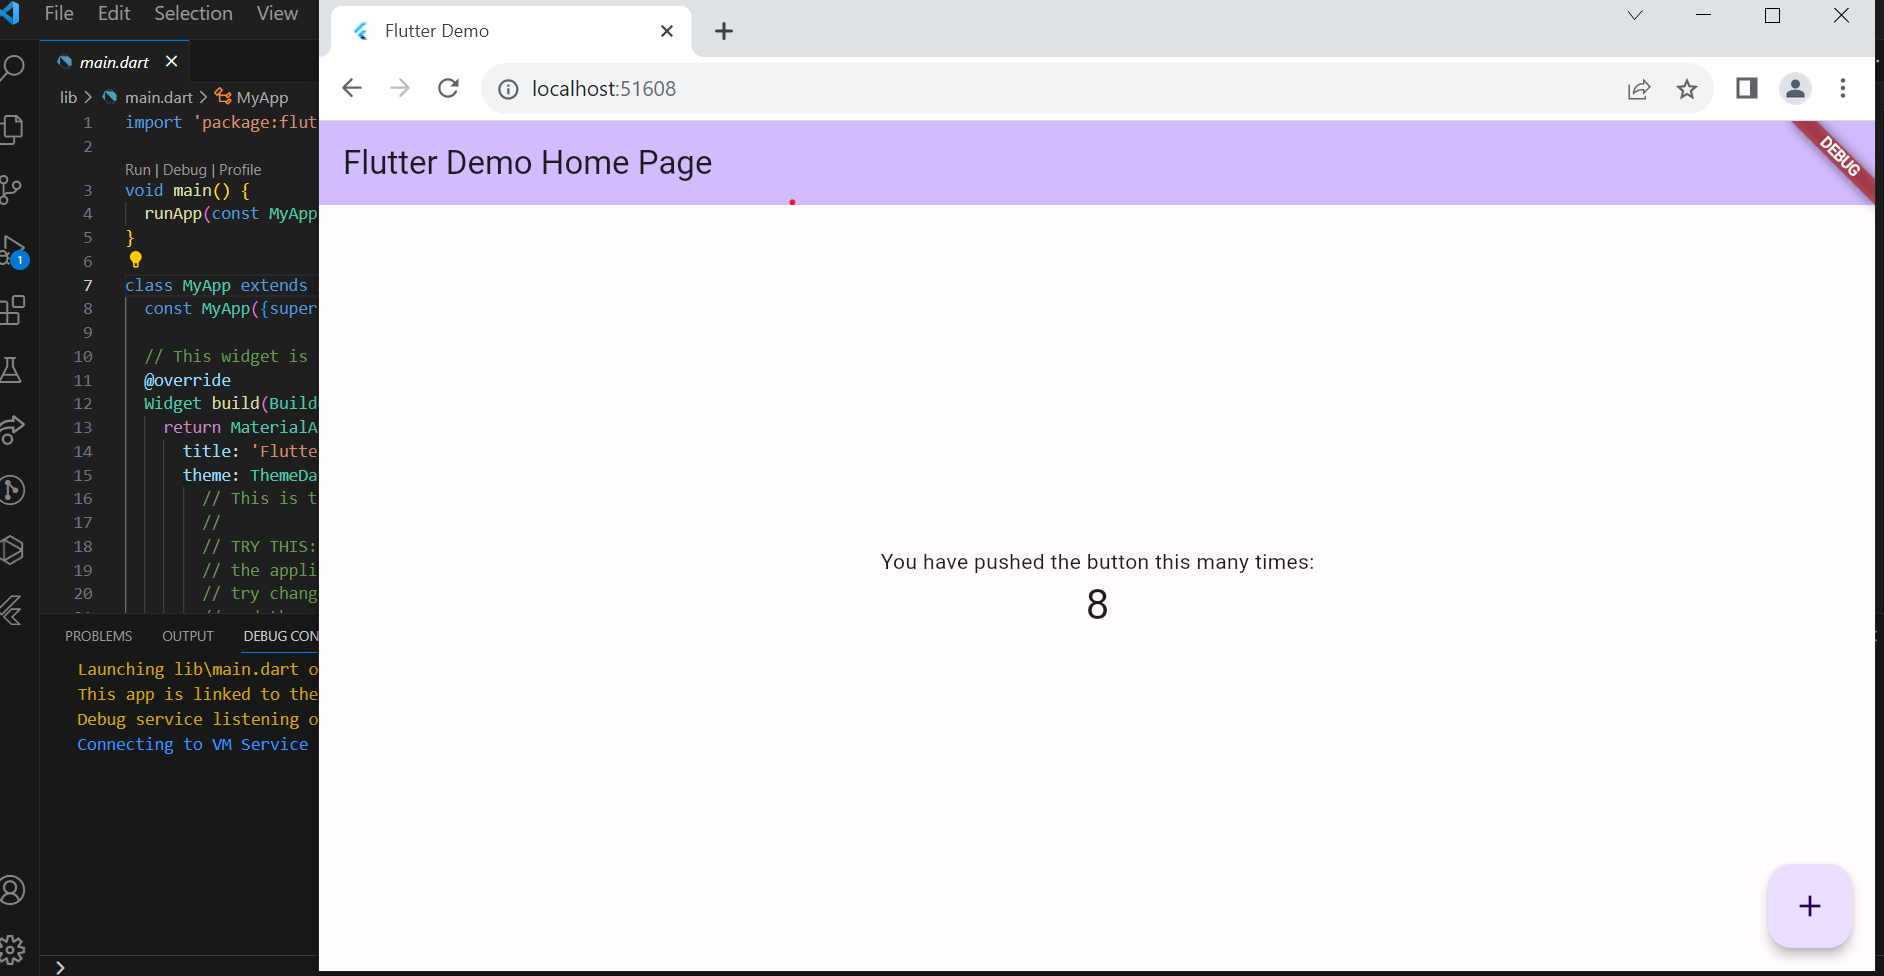 File Edit Selection View
main.dart
lib > main.dart > MyApp
1 import 'package:flut
2
Run | Debug | Profile
3 void main() {
4 runApp(const MyApp
5 }
6
7 class MyApp extends
8 const MyApp({super
9
10 // This widget is
11 @override
12 Widget build(Build
13 return MaterialA
14 title: 'Flutte
15 theme: ThemeDa
16 // This is t
17 //
18 // TRY THIS:
19 // the appli
20 // try chang
PROBLEMS OUTPUT DEBUG CON
Launching lib\main.dart o
This app is linked to the
Debug service listening o
Connecting to VM Service
1
Flutter Demo
localhost:51608
Flutter Demo Home Page
DEBUG
You have pushed the button this many times:
8
+